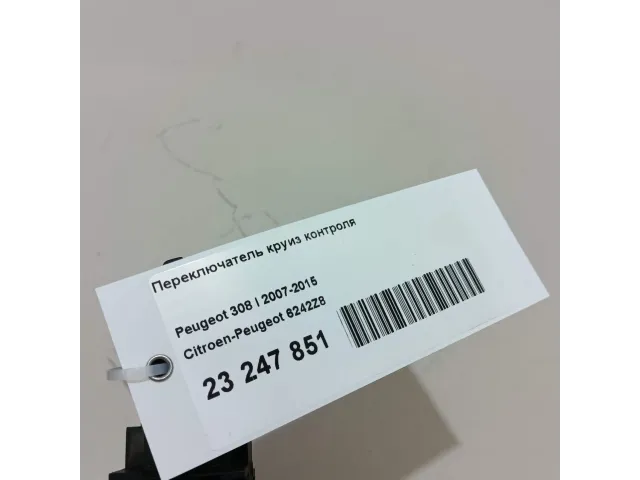 Переключатель круиз контроля
Peugeot 308 I 2007-2015
Citroen-Peugeot 6242Z8
23 247 851